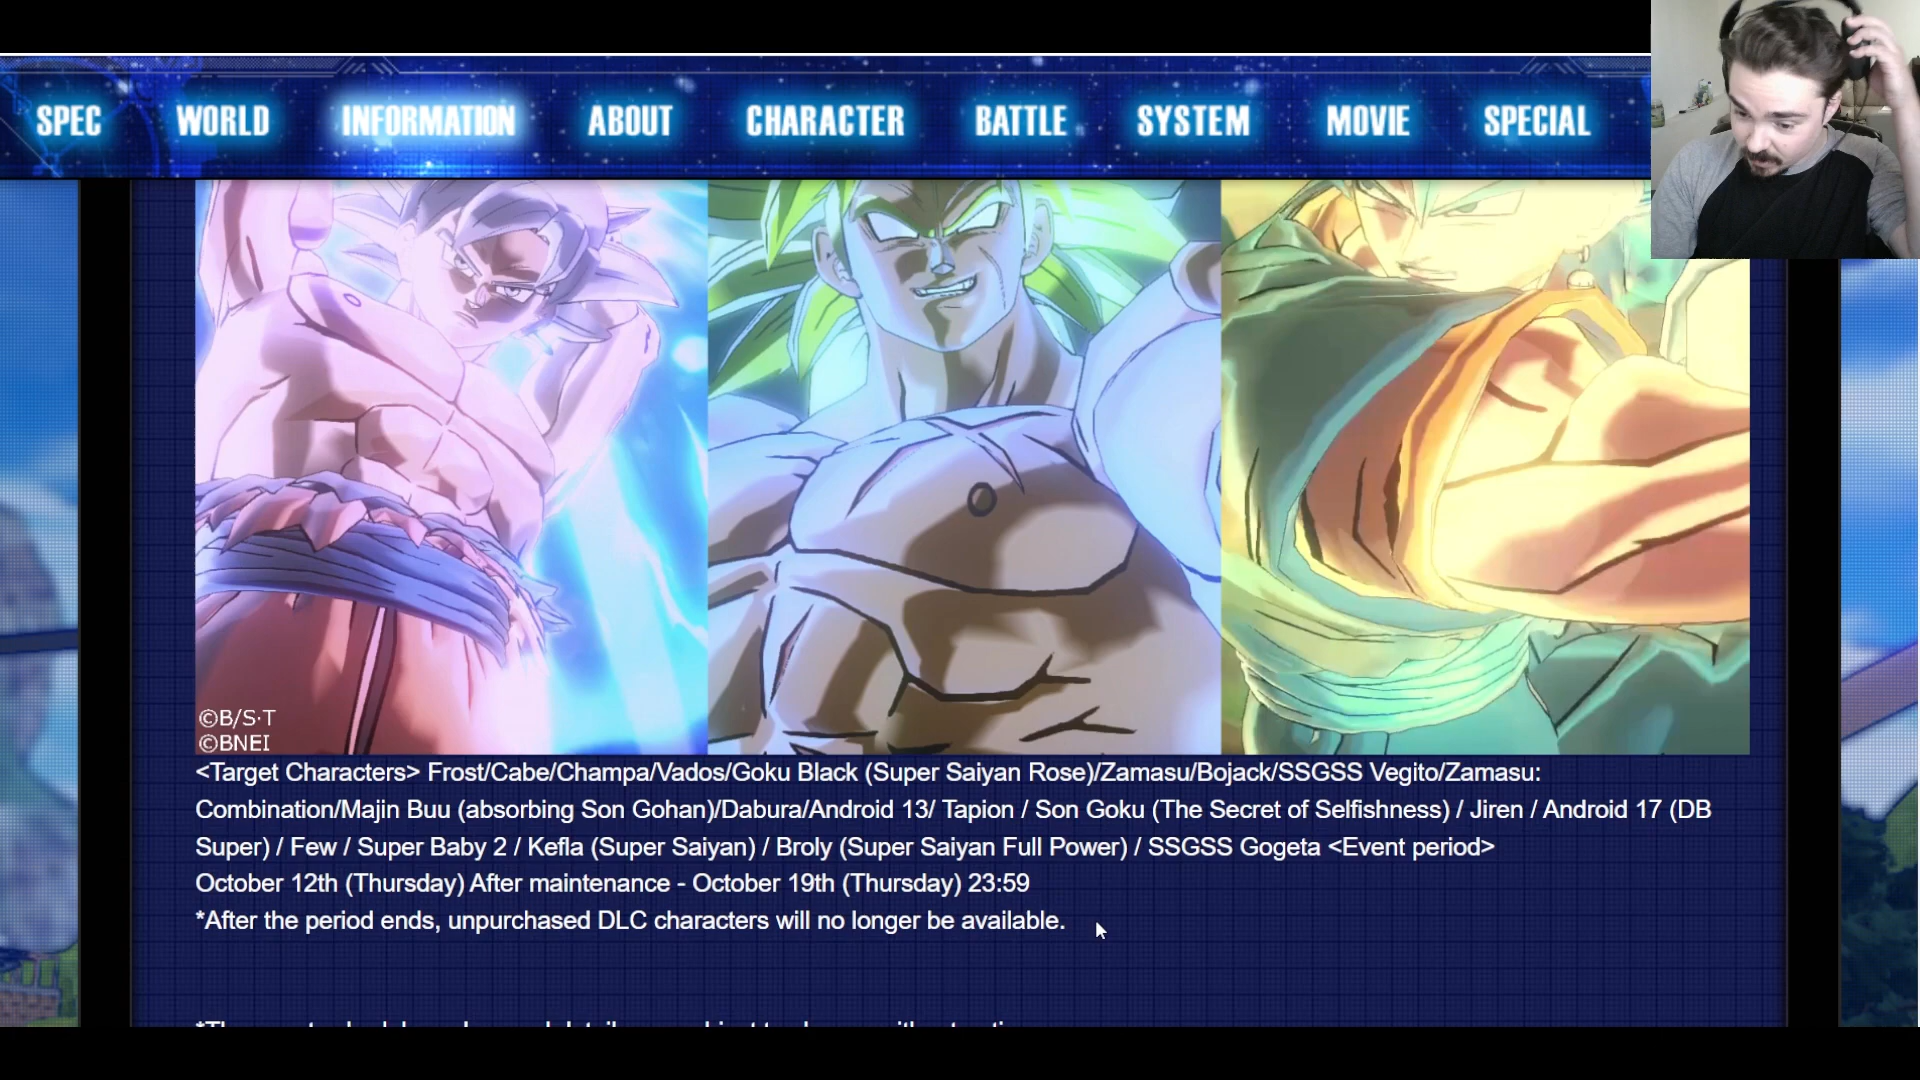 SPEC WORLD INFORMATION ABOUT CHARACTER BATTLE SYSTEM MOVIE SPECIAL
©B/S·T
©BNEI
<Target Characters> Frost/Cabe/Champa/Vados/Goku Black (Super Saiyan Rose)/Zamasu/Bojack/SSGSS Vegito/Zamasu:
Combination/Majin Buu (absorbing Son Gohan)/Dabura/Android 13/ Tapion / Son Goku (The Secret of Selfishness) / Jiren / Android 17 (DB
Super) / Few / Super Baby 2 / Kefla (Super Saiyan) / Broly (Super Saiyan Full Power) / SSGSS Gogeta <Event period>
October 12th (Thursday) After maintenance - October 19th (Thursday) 23:59
*After the period ends, unpurchased DLC characters will no longer be available.